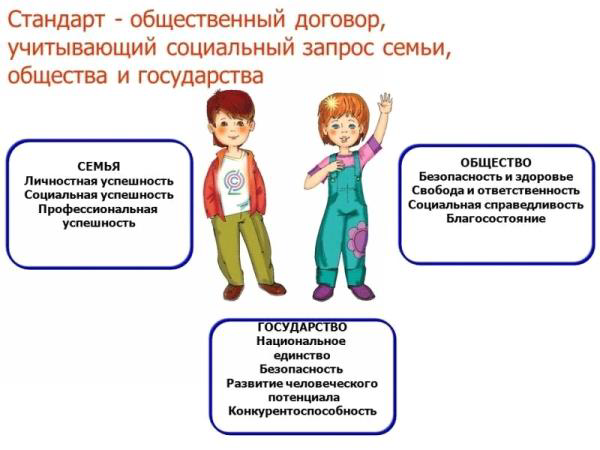 Стандарт - общественный договор,
учитывающий социальный запрос семьи,
общества и государства
СЕМЬЯ
Личностная успешность
Социальная успешность
Профессиональная
успешность
ОБЩЕСТВО
Безопасность и здоровье
Свобода и ответственность
Социальная справедливость
Благосостояние
ГОСУДАРСТВО
Национальное
единство
Безопасность
Развитие человеческого
потенциала
Конкурентоспособность